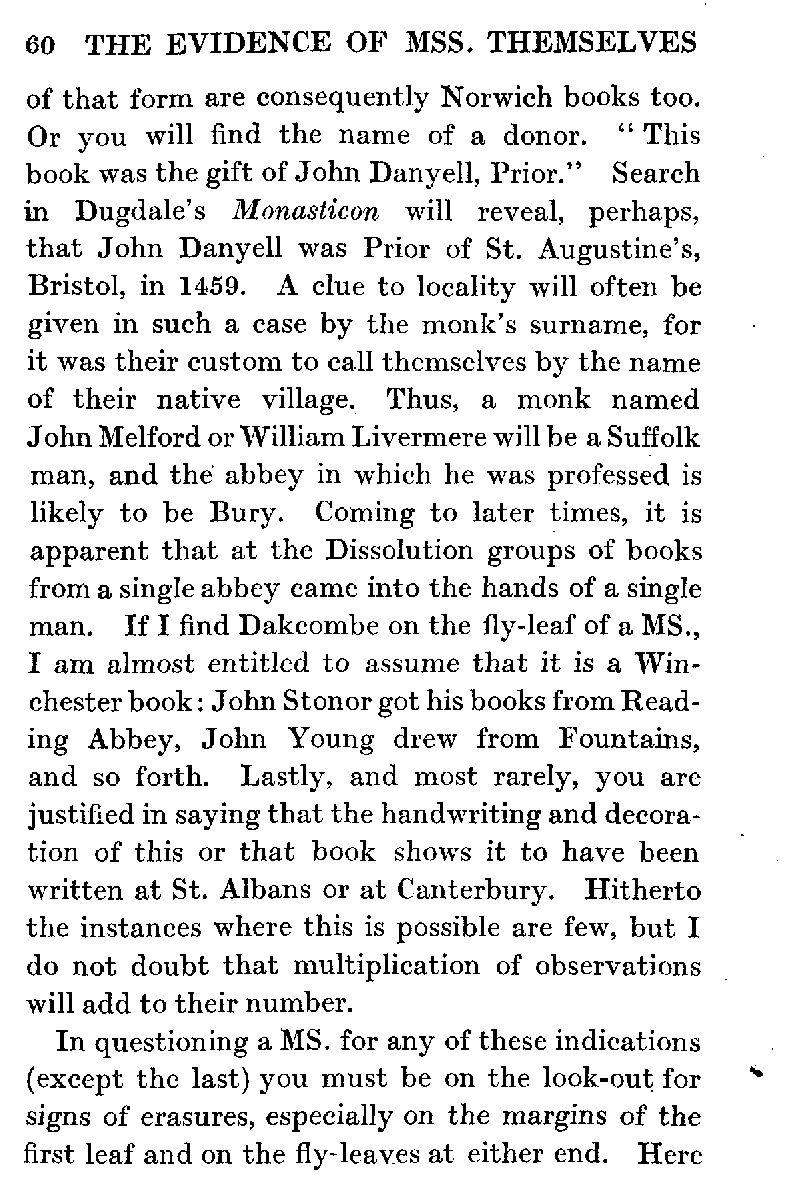 60 THE EVIDENCE OF MSS. THEMSELVES
of that form are consequently Norwich books too.
Or you will find the name of a donor. “ This
book was the gift of John Danyell, Prior.” Search
in Dugdale’s Monasticon will reveal, perhaps,
that John Danyell was Prior of St. Augustine’s,
Bristol, in 1459. A clue to locality will often be
given in such a case by the monk’s surname, for
it was their custom to call themselves by the name
of their native village. Thus, a monk named
John Melford or William Livermere will be a Suffolk
man, and the abbey in which he was professed is
likely to be Bury. Coming to later times, it is
apparent that at the Dissolution groups of books
from a single abbey came into the hands of a single
man. If I find Dakcombe on the fly-leaf of a MS.,
I am almost entitled to assume that it is a Win-
chester book: John Stonor got his books from Read-
ing Abbey, John Young drew from Fountains,
and so forth. Lastly, and most rarely, you are
justified in saying that the handwriting and decora-
tion of this or that book shows it to have been
written at St. Albans or at Canterbury. Hitherto
the instances where this is possible are few, but I
do not doubt that multiplication of observations
will add to their number.
In questioning a MS. for any of these indications
(except the last) you must be on the look-out for
signs of erasures, especially on the margins of the
first leaf and on the fly-leaves at either end. Here